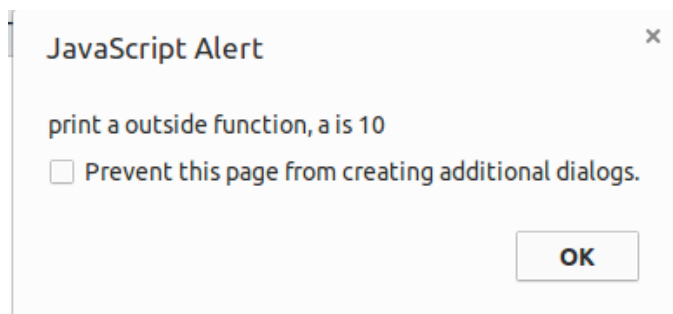 JavaScript Alert
print a outside function, a is 10
Prevent this page from creating additional dialogs.
OK